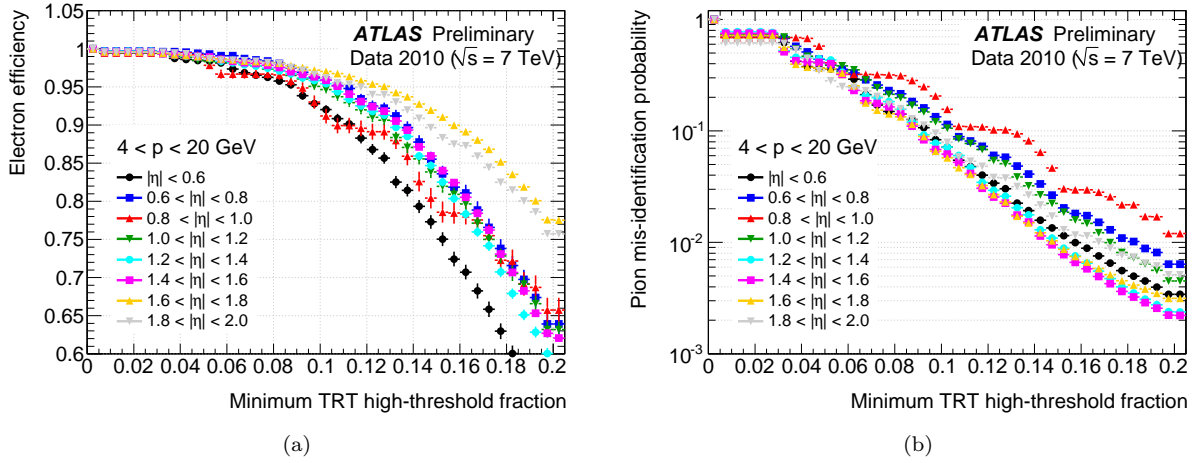 1.05
1
0.95
0.9
0.85
0.8
0.75
0.7
0.65
0.6
Electron efficiency
ATLAS Preliminary
Data 2010 (√s = 7 TeV)
4 < p < 20 GeV
|η| < 0.6
0.6 < |η| < 0.8
0.8 < |η| < 1.0
1.0 < |η| < 1.2
1.2 < |η| < 1.4
1.4 < |η| < 1.6
1.6 < |η| < 1.8
1.8 < |η| < 2.0
0 0.02 0.04 0.06 0.08 0.1 0.12 0.14 0.16 0.18 0.2
Minimum TRT high-threshold fraction
(a)
1
10⁻¹
10⁻²
10⁻³
Pion mis-identification probability
ATLAS Preliminary
Data 2010 (√s = 7 TeV)
4 < p < 20 GeV
|η| < 0.6
0.6 < |η| < 0.8
0.8 < |η| < 1.0
1.0 < |η| < 1.2
1.2 < |η| < 1.4
1.4 < |η| < 1.6
1.6 < |η| < 1.8
1.8 < |η| < 2.0
0 0.02 0.04 0.06 0.08 0.1 0.12 0.14 0.16 0.18 0.2
Minimum TRT high-threshold fraction
(b)